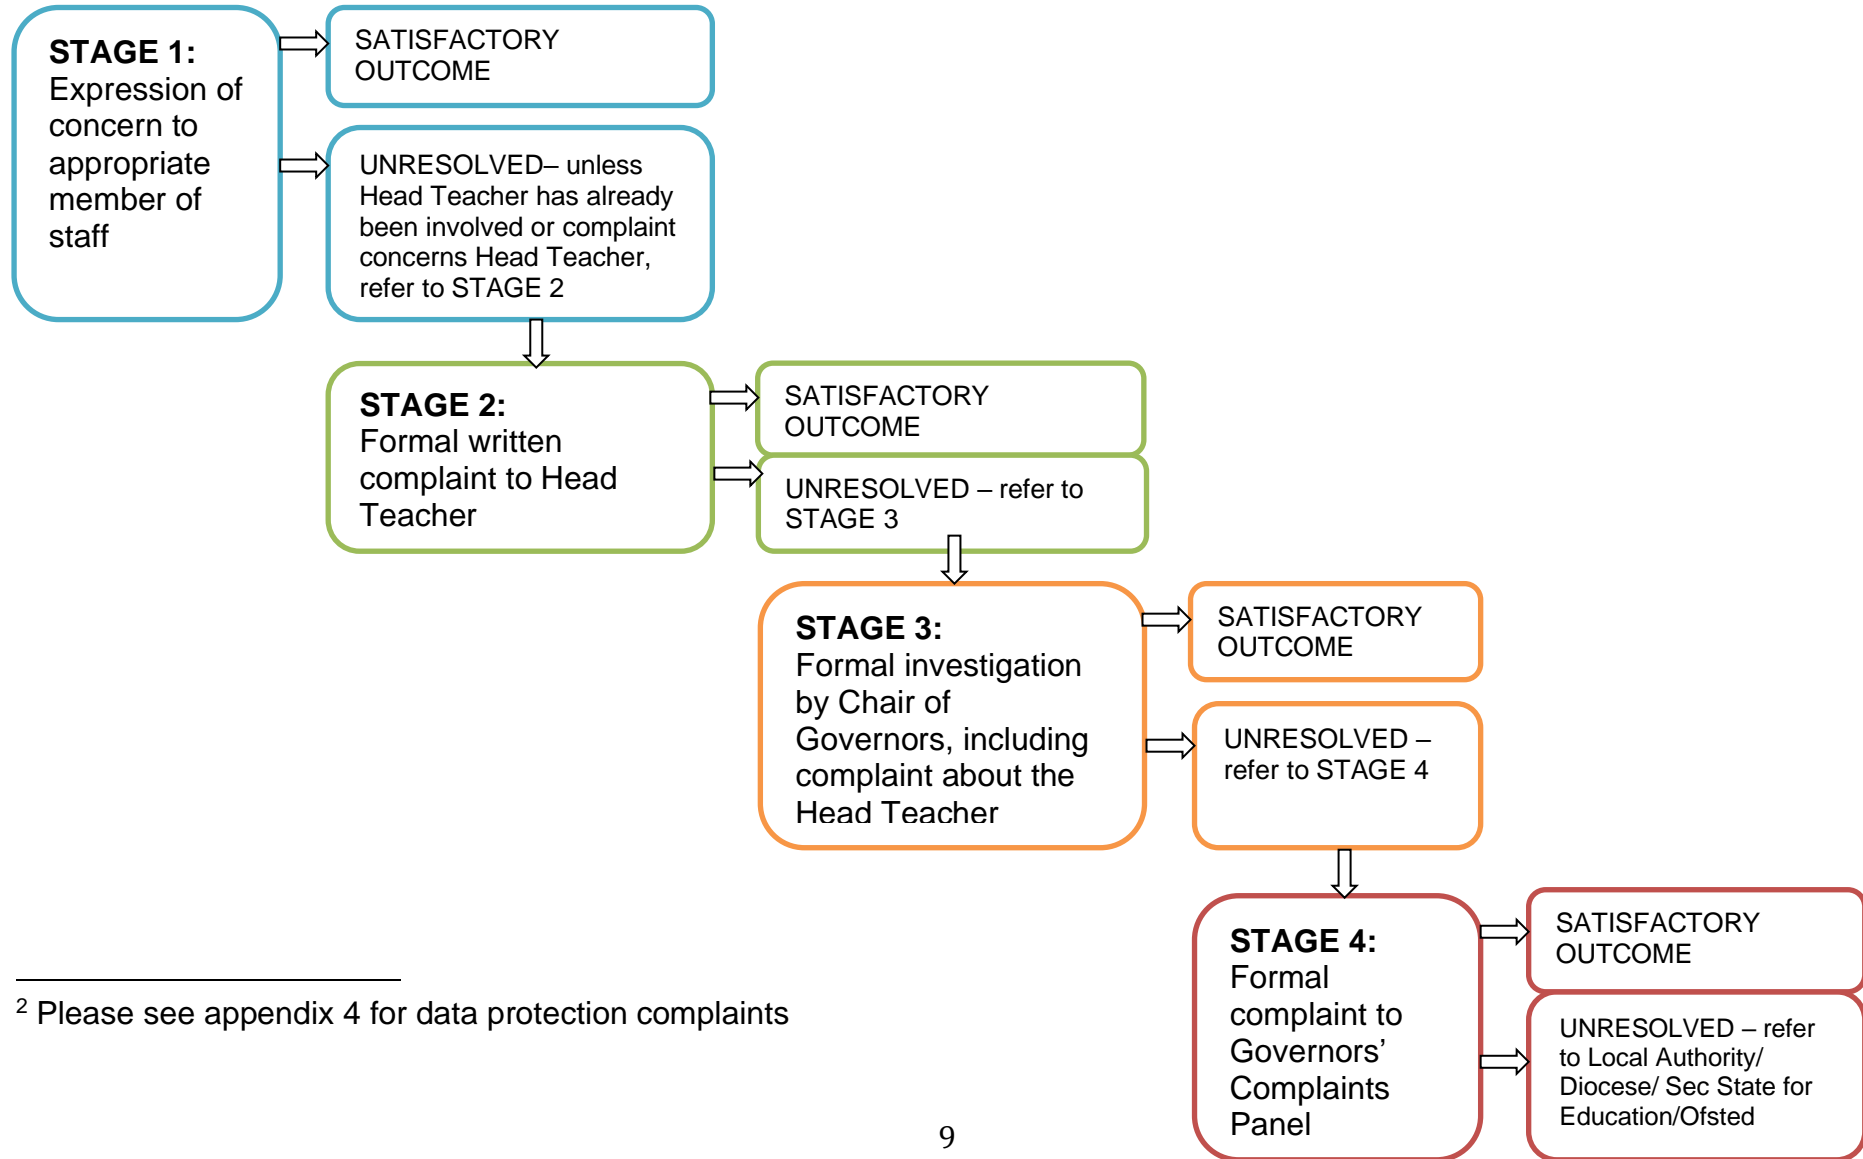 STAGE 1:
Expression of
concern to
appropriate
member of
staff
SATISFACTORY
OUTCOME
UNRESOLVED– unless
Head Teacher has already
been involved or complaint
concerns Head Teacher,
refer to STAGE 2
STAGE 2:
Formal written
complaint to Head
Teacher
SATISFACTORY
OUTCOME
UNRESOLVED – refer to
STAGE 3
STAGE 3:
Formal investigation
by Chair of
Governors, including
complaint about the
Head Teacher
SATISFACTORY
OUTCOME
UNRESOLVED –
refer to STAGE 4
STAGE 4:
Formal
complaint to
Governors’
Complaints
Panel
SATISFACTORY
OUTCOME
UNRESOLVED – refer
to Local Authority/
Diocese/ Sec State for
Education/Ofsted
2 Please see appendix 4 for data protection complaints
9